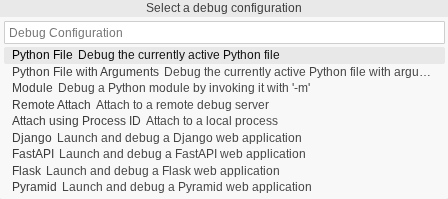 Select a debug configuration
Debug Configuration
Python File Debug the currently active Python file
Python File with Arguments Debug the currently active Python file with argu…
Module Debug a Python module by invoking it with '-m'
Remote Attach Attach to a remote debug server
Attach using Process ID Attach to a local process
Django Launch and debug a Django web application
FastAPI Launch and debug a FastAPI web application
Flask Launch and debug a Flask web application
Pyramid Launch and debug a Pyramid web application